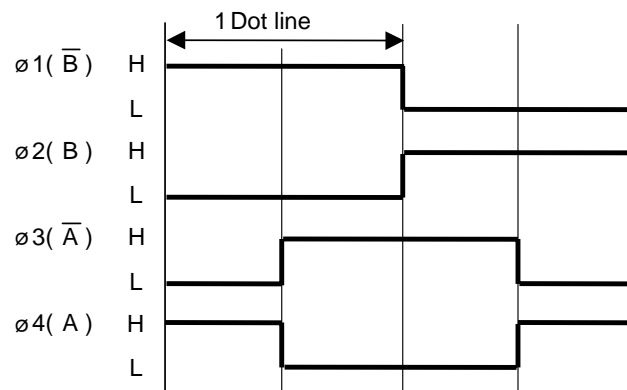 1 Dot line
ø1( B̅ ) H
L
ø2( B ) H
L
ø3( A̅ ) H
L
ø4( A ) H
L